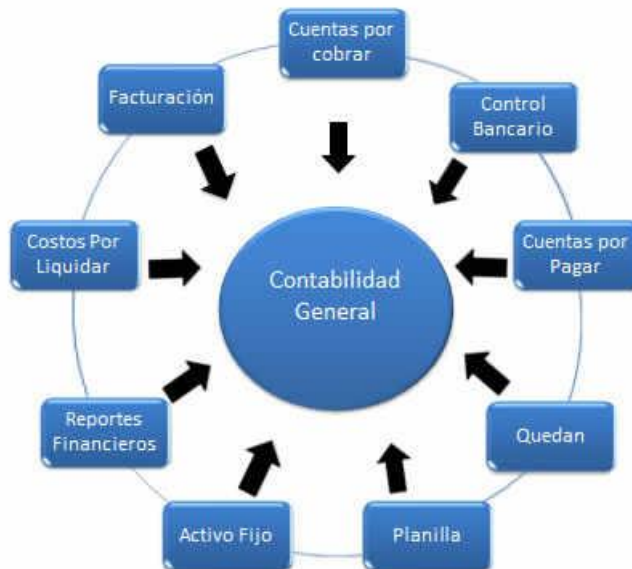 Cuentas por
cobrar
Control
Bancario
Cuentas por
Pagar
Quedan
Planilla
Activo Fijo
Reportes
Financieros
Costos Por
Liquidar
Facturación
Contabilidad
General